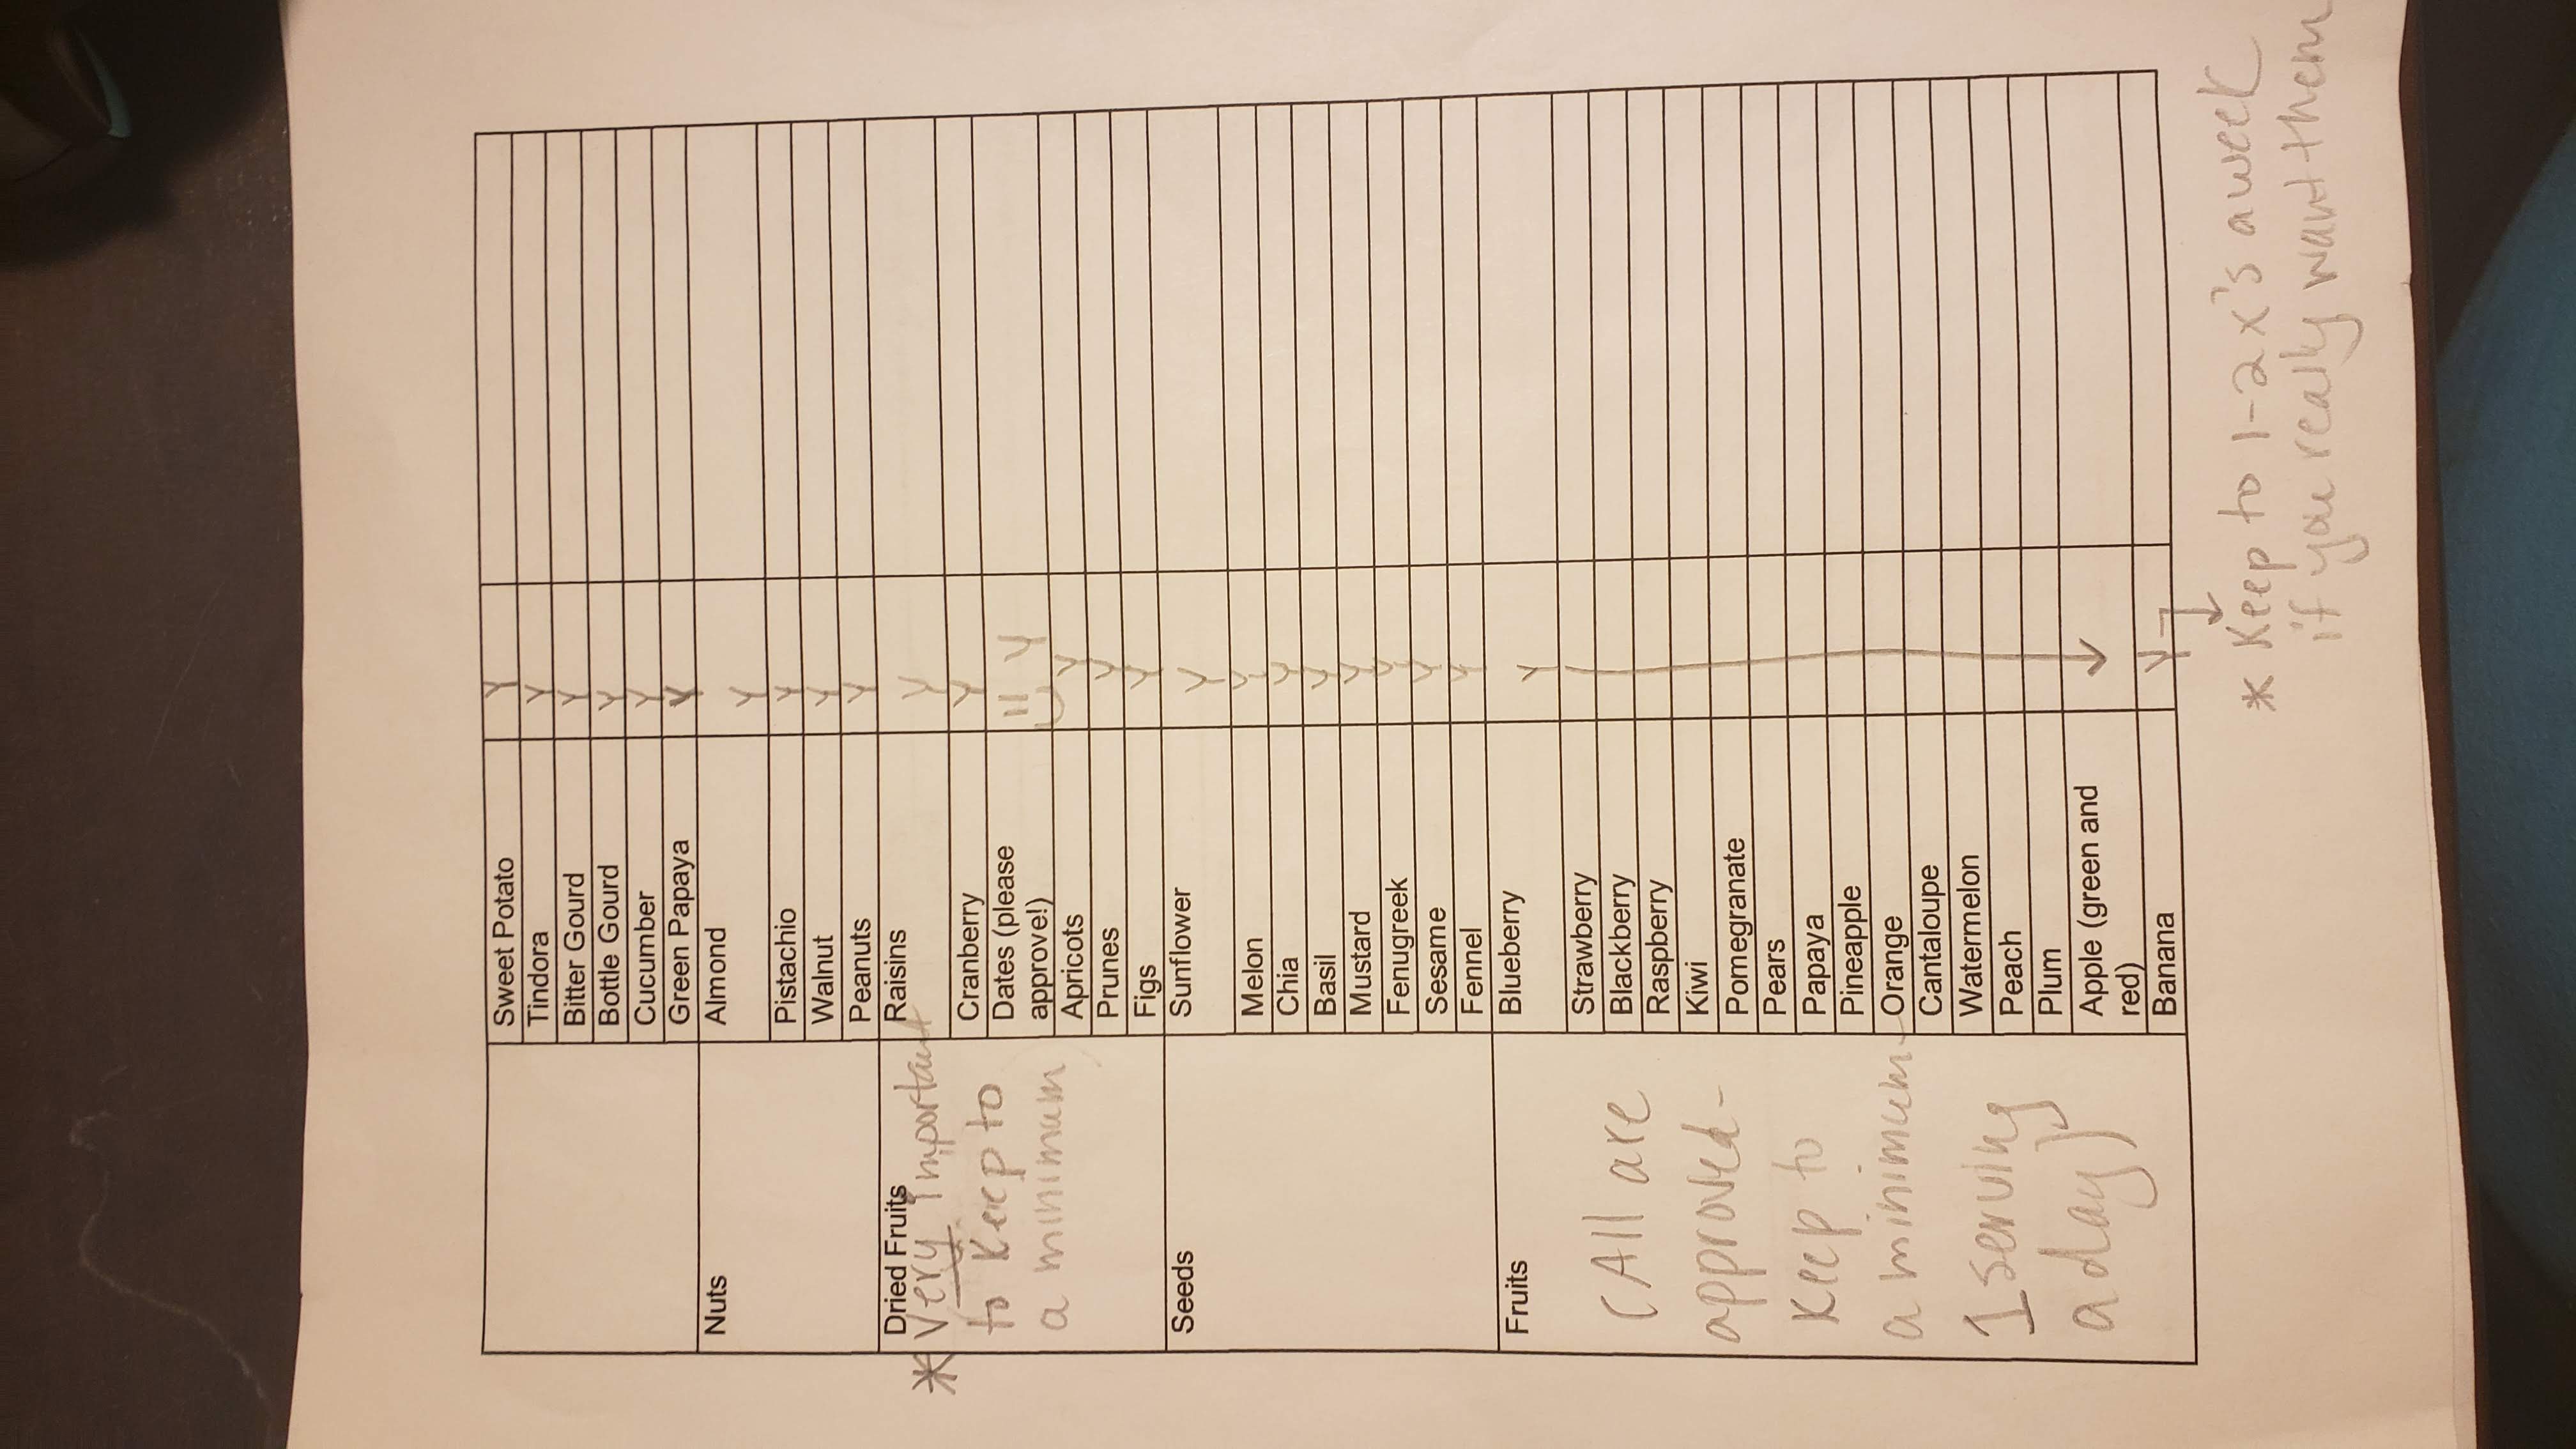 Sweet Potato Y
Tindora Y
Bitter Gourd Y
Bottle Gourd Y
Cucumber Y
Green Papaya Y
Nuts Almond Y
Pistachio Y
Walnut Y
Peanuts Y
Dried Fruits Raisins Y
* Very important
to keep to
a minimum
Cranberry Y
Dates (please
approve!) Y
Apricots Y
Prunes Y
Figs Y
Seeds Sunflower Y
Melon Y
Chia Y
Basil Y
Mustard Y
Fenugreek Y
Sesame Y
Fennel Y
Fruits Blueberry Y
(All are
approved-
keep to
a minimum-
1 serving
a day)
Strawberry
Blackberry
Raspberry
Kiwi
Pomegranate
Pears
Papaya
Pineapple
Orange
Cantaloupe
Watermelon
Peach
Plum
Apple (green and
red)
Banana Y
* Keep to 1-2x's a week
if you really want them